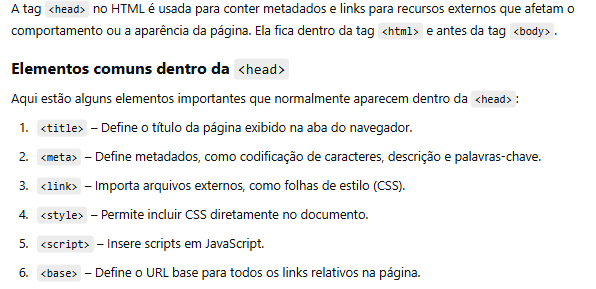 A tag <head> no HTML é usada para conter metadados e links para recursos externos que afetam o
comportamento ou a aparência da página. Ela fica dentro da tag <html> e antes da tag <body>.
Elementos comuns dentro da <head>
Aqui estão alguns elementos importantes que normalmente aparecem dentro da <head>:
1. <title> – Define o título da página exibido na aba do navegador.
2. <meta> – Define metadados, como codificação de caracteres, descrição e palavras-chave.
3. <link> – Importa arquivos externos, como folhas de estilo (CSS).
4. <style> – Permite incluir CSS diretamente no documento.
5. <script> – Insere scripts em JavaScript.
6. <base> – Define o URL base para todos os links relativos na página.